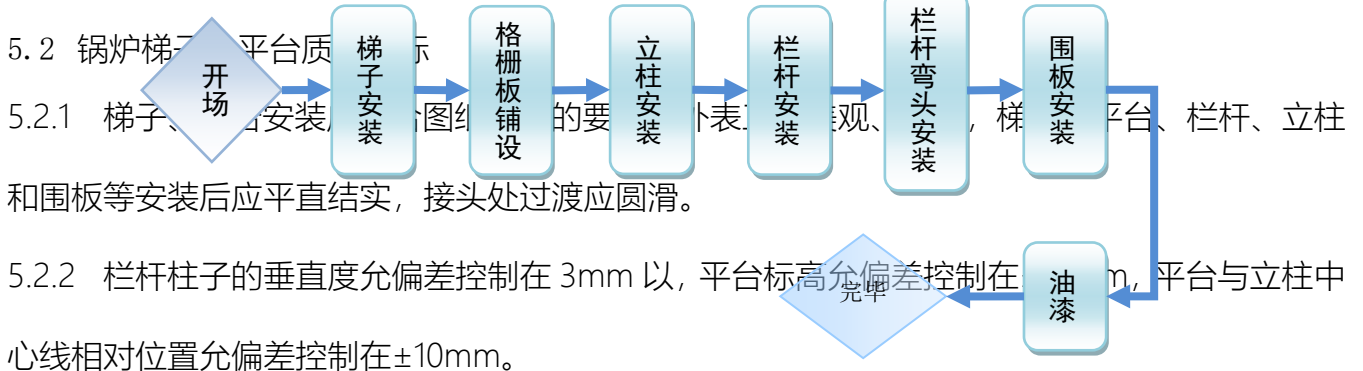 开场
梯子安装
格栅板铺设
立柱安装
栏杆安装
栏杆弯头安装
围板安装
油漆
完毕
5.2 锅炉梯 平台质 标
5.2.1 梯子、 安装 图纸 的要 外表 美观、 ,梯 平台、栏杆、立柱
和围板等安装后应平直结实，接头处过渡应圆滑。
5.2.2 栏杆柱子的垂直度允偏差控制在 3mm 以，平台标高允偏差控制在 m，平台与立柱中
心线相对位置允偏差控制在±10mm。